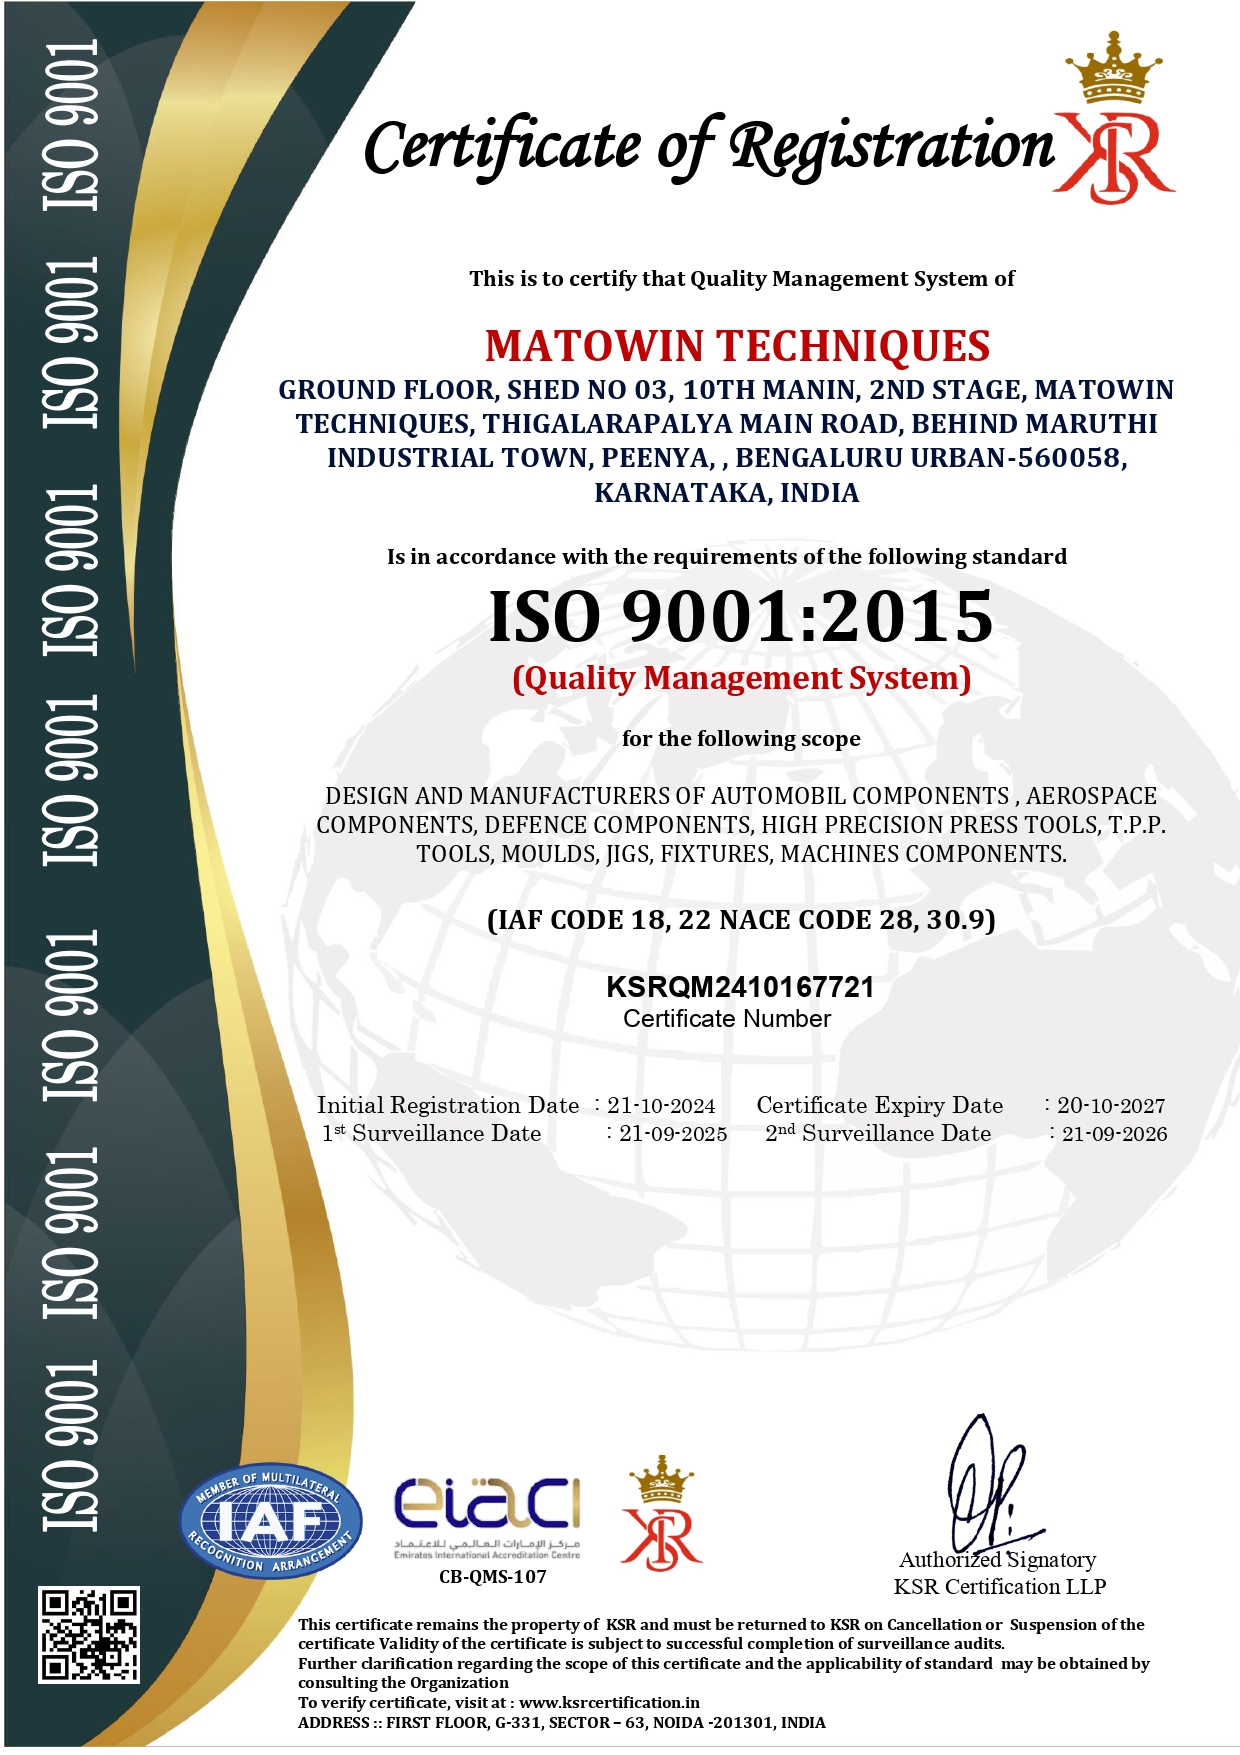 ISO 9001 ISO 9001 ISO 9001 ISO 9001 ISO 9001 ISO 9001 ISO 9001
Certificate of Registration
KSR
This is to certify that Quality Management System of
MATOWIN TECHNIQUES
GROUND FLOOR, SHED NO 03, 10TH MANIN, 2ND STAGE, MATOWIN
TECHNIQUES, THIGALARAPALYA MAIN ROAD, BEHIND MARUTHI
INDUSTRIAL TOWN, PEENYA, , BENGALURU URBAN-560058,
KARNATAKA, INDIA
Is in accordance with the requirements of the following standard
ISO 9001:2015
(Quality Management System)
for the following scope
DESIGN AND MANUFACTURERS OF AUTOMOBIL COMPONENTS , AEROSPACE
COMPONENTS, DEFENCE COMPONENTS, HIGH PRECISION PRESS TOOLS, T.P.P.
TOOLS, MOULDS, JIGS, FIXTURES, MACHINES COMPONENTS.
(IAF CODE 18, 22 NACE CODE 28, 30.9)
KSRQM2410167721
Certificate Number
Initial Registration Date : 21-10-2024 Certificate Expiry Date : 20-10-2027
1st Surveillance Date : 21-09-2025 2nd Surveillance Date : 21-09-2026
MEMBER OF MULTILATERAL
IAF
RECOGNITION ARRANGEMENT
eiaci
مركز الإمارات العالمي للاعتماد
Emirates International Accreditation Centre
CB-QMS-107
KSR
Authorized Signatory
KSR Certification LLP
This certificate remains the property of KSR and must be returned to KSR on Cancellation or Suspension of the
certificate Validity of the certificate is subject to successful completion of surveillance audits.
Further clarification regarding the scope of this certificate and the applicability of standard may be obtained by
consulting the Organization
To verify certificate, visit at : www.ksrcertification.in
ADDRESS :: FIRST FLOOR, G-331, SECTOR – 63, NOIDA -201301, INDIA